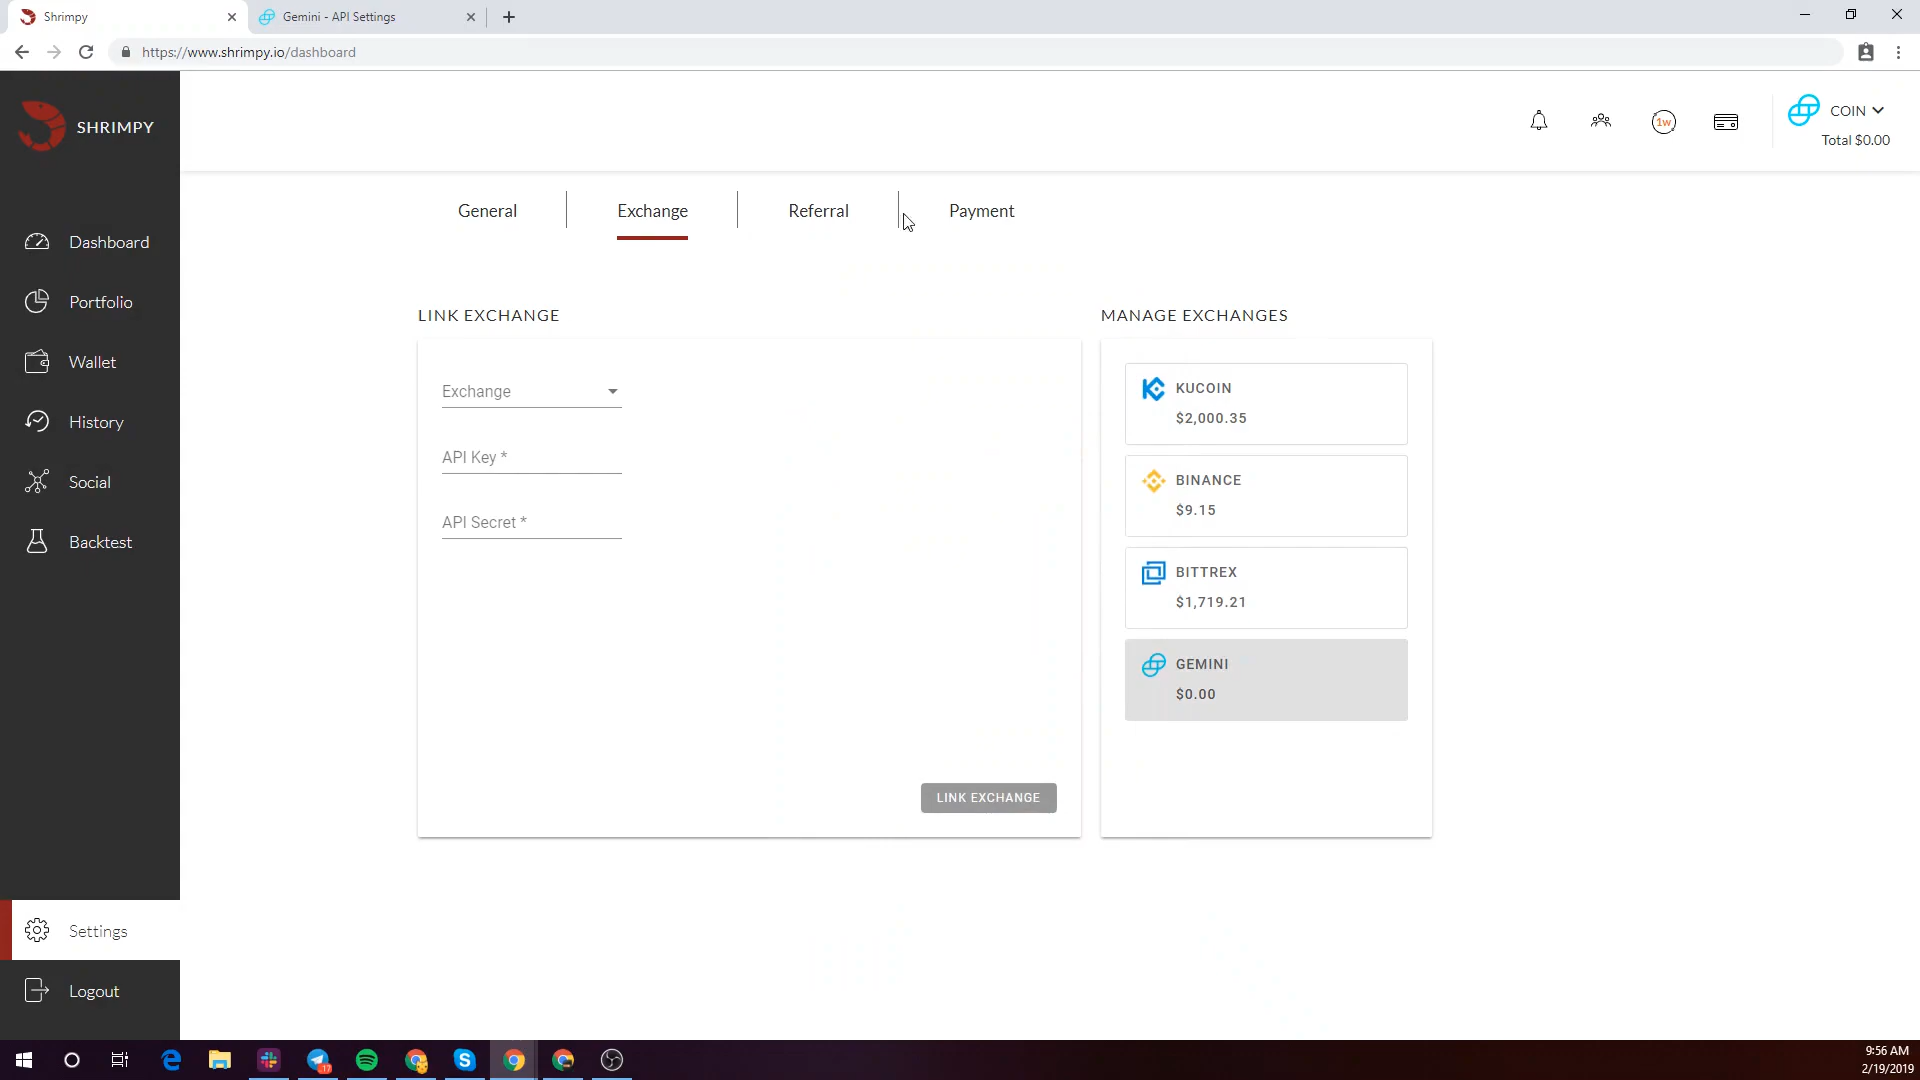 Shrimpy
Gemini - API Settings
https://www.shrimpy.io/dashboard
SHRIMPY
1w
COIN
Total $0.00
General
Exchange
Referral
Payment
Dashboard
Portfolio
Wallet
History
Social
Backtest
Settings
Logout
LINK EXCHANGE
Exchange
API Key *
API Secret *
LINK EXCHANGE
MANAGE EXCHANGES
KUCOIN
$2,000.35
BINANCE
$9.15
BITTREX
$1,719.21
GEMINI
$0.00
17
9:56 AM
2/19/2019